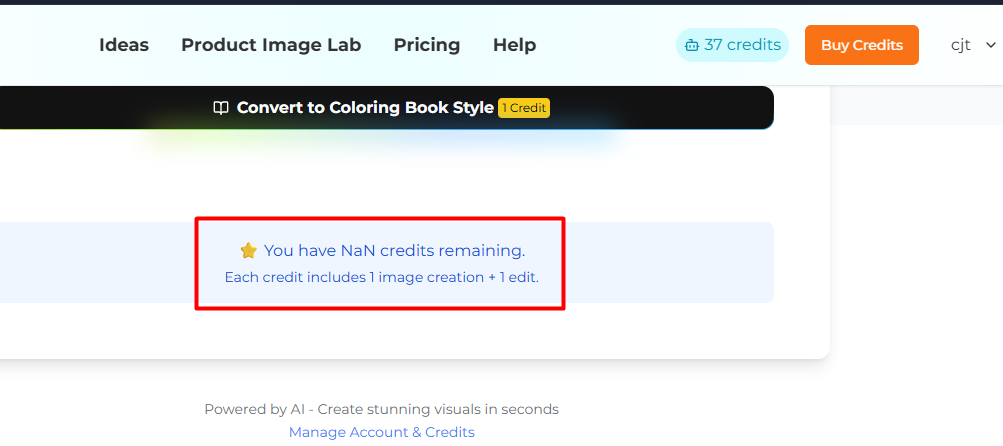 Ideas Product Image Lab Pricing Help 37 credits Buy Credits cjt
Convert to Coloring Book Style 1 Credit
You have NaN credits remaining.
Each credit includes 1 image creation + 1 edit.
Powered by AI - Create stunning visuals in seconds
Manage Account & Credits